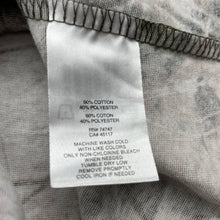 60% COTTON
40% POLYESTER
60% COTTON
40% POLYESTER
RN# 74747
CA# 45117
MACHINE WASH COLD
WITH LIKE COLORS
ONLY NON-CHLORINE BLEACH
WHEN NEEDED
TUMBLE DRY LOW
REMOVE PROMPTLY
COOL IRON IF NEEDED